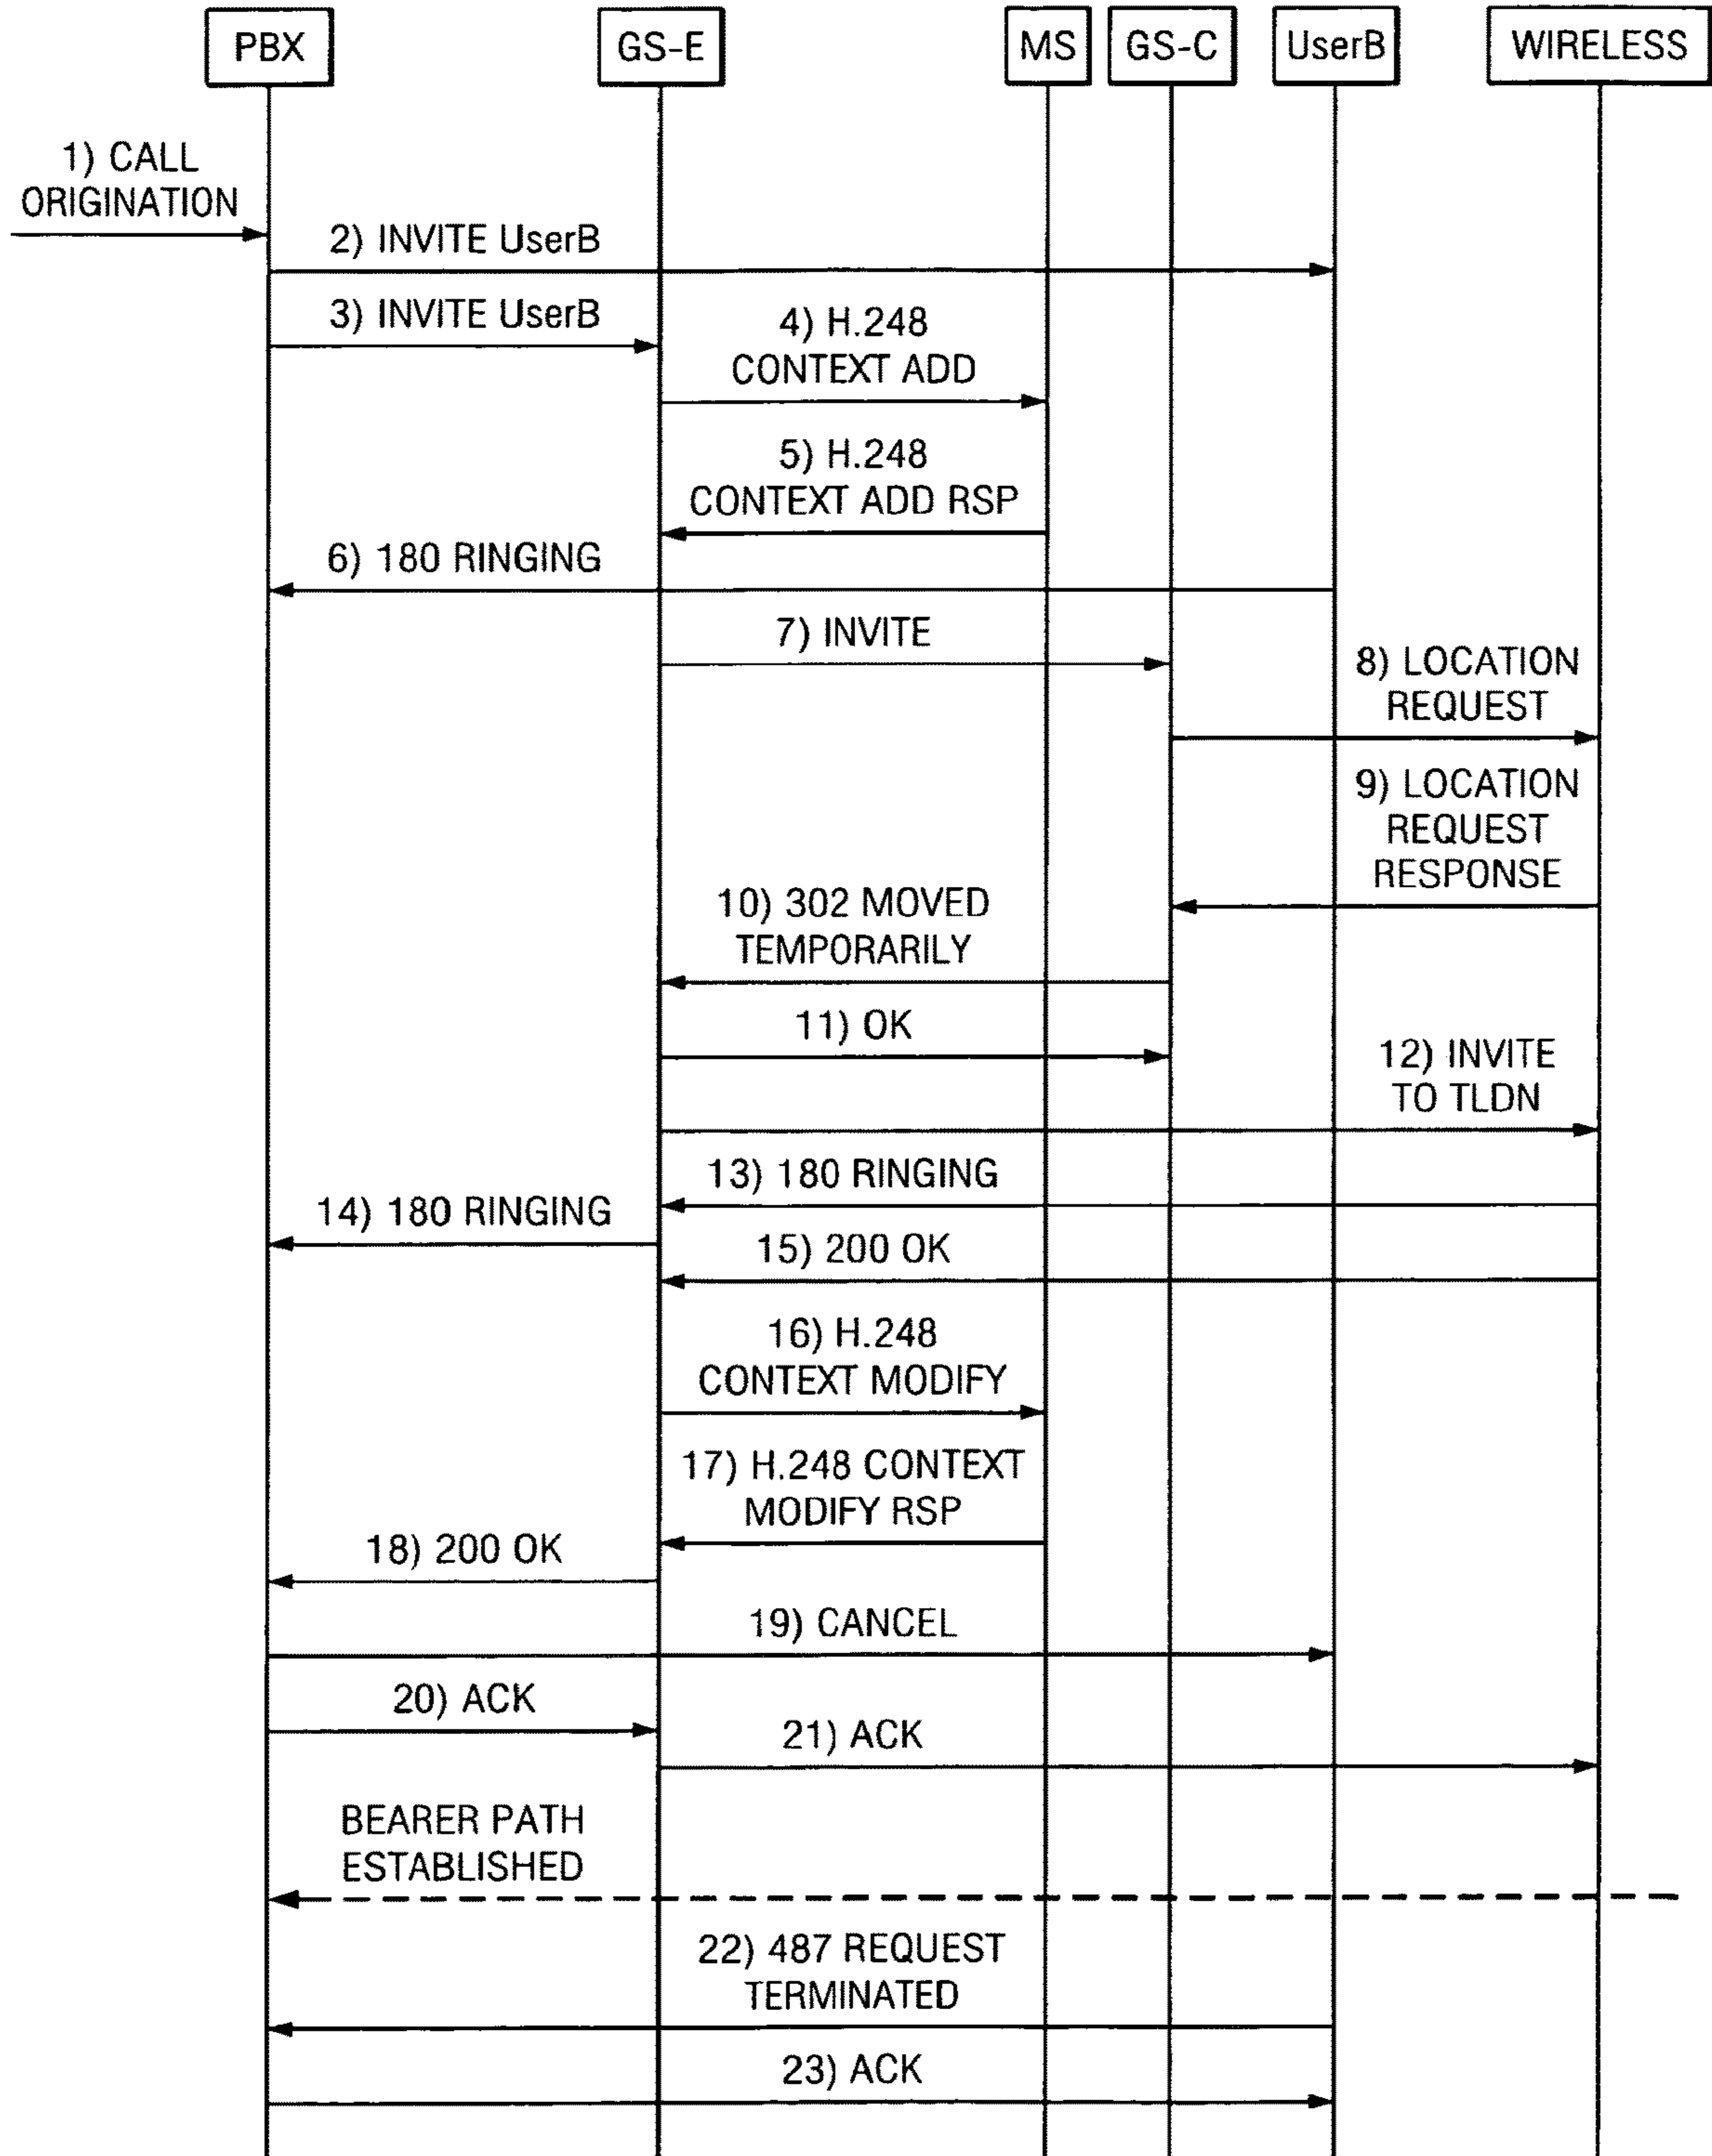 PBX
GS-E
MS
GS-C
UserB
WIRELESS
1) CALL
ORIGINATION
2) INVITE UserB
3) INVITE UserB
4) H.248
CONTEXT ADD
5) H.248
CONTEXT ADD RSP
6) 180 RINGING
7) INVITE
8) LOCATION
REQUEST
9) LOCATION
REQUEST
RESPONSE
10) 302 MOVED
TEMPORARILY
11) OK
12) INVITE
TO TLDN
13) 180 RINGING
14) 180 RINGING
15) 200 OK
16) H.248
CONTEXT MODIFY
17) H.248 CONTEXT
MODIFY RSP
18) 200 OK
19) CANCEL
20) ACK
21) ACK
BEARER PATH
ESTABLISHED
22) 487 REQUEST
TERMINATED
23) ACK